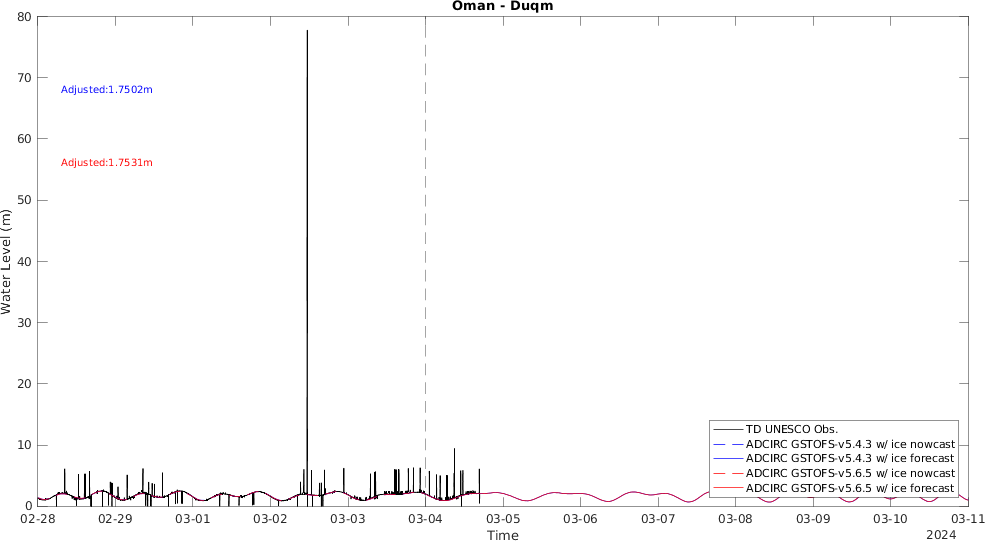 Oman - Duqm
80
70
60
50
40
30
20
10
0
Water Level (m)
Adjusted:1.7502m
Adjusted:1.7531m
TD UNESCO Obs.
ADCIRC GSTOFS-v5.4.3 w/ ice nowcast
ADCIRC GSTOFS-v5.4.3 w/ ice forecast
ADCIRC GSTOFS-v5.6.5 w/ ice nowcast
ADCIRC GSTOFS-v5.6.5 w/ ice forecast
02-28 02-29 03-01 03-02 03-03 03-04 03-05 03-06 03-07 03-08 03-09 03-10 03-11
Time
2024